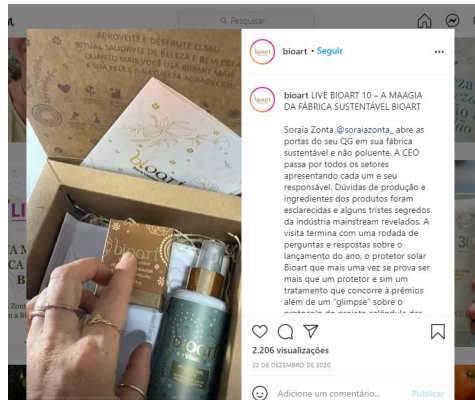 Pesquisar
APROVEITE E DESFRUTE O SEU
RITUAL SAUDÁVEL DE BELEZA E BEM-ESTAR
QUANTO MAIS VOCÊ USA BIOART MAIS
A SUA PELE E A NATUREZA AGRADECEM
bioart
bioart
bioart
bioart • Seguir
bioart LIVE BIOART 10 – A MAAGIA
DA FÁBRICA SUSTENTÁVEL BIOART
Soraia Zonta @soraiazonta_ abre as
portas do seu QG em sua fábrica
sustentável e não poluente. A CEO
passa por todos os setores
apresentando cada um e seu
responsável. Dúvidas de produção e
ingredientes dos produtos foram
esclarecidas e alguns tristes segredos
da indústria mainstream revelados. A
visita termina com uma rodada de
perguntas e respostas sobre o
lançamento do ano, o protetor solar
Bioart que mais uma vez se prova ser
mais que um protetor e sim um
tratamento que concorre à prêmios
além de um "glimpse" sobre o
2.206 visualizações
22 DE DEZEMBRO DE 2020
Adicione um comentário...
Publicar